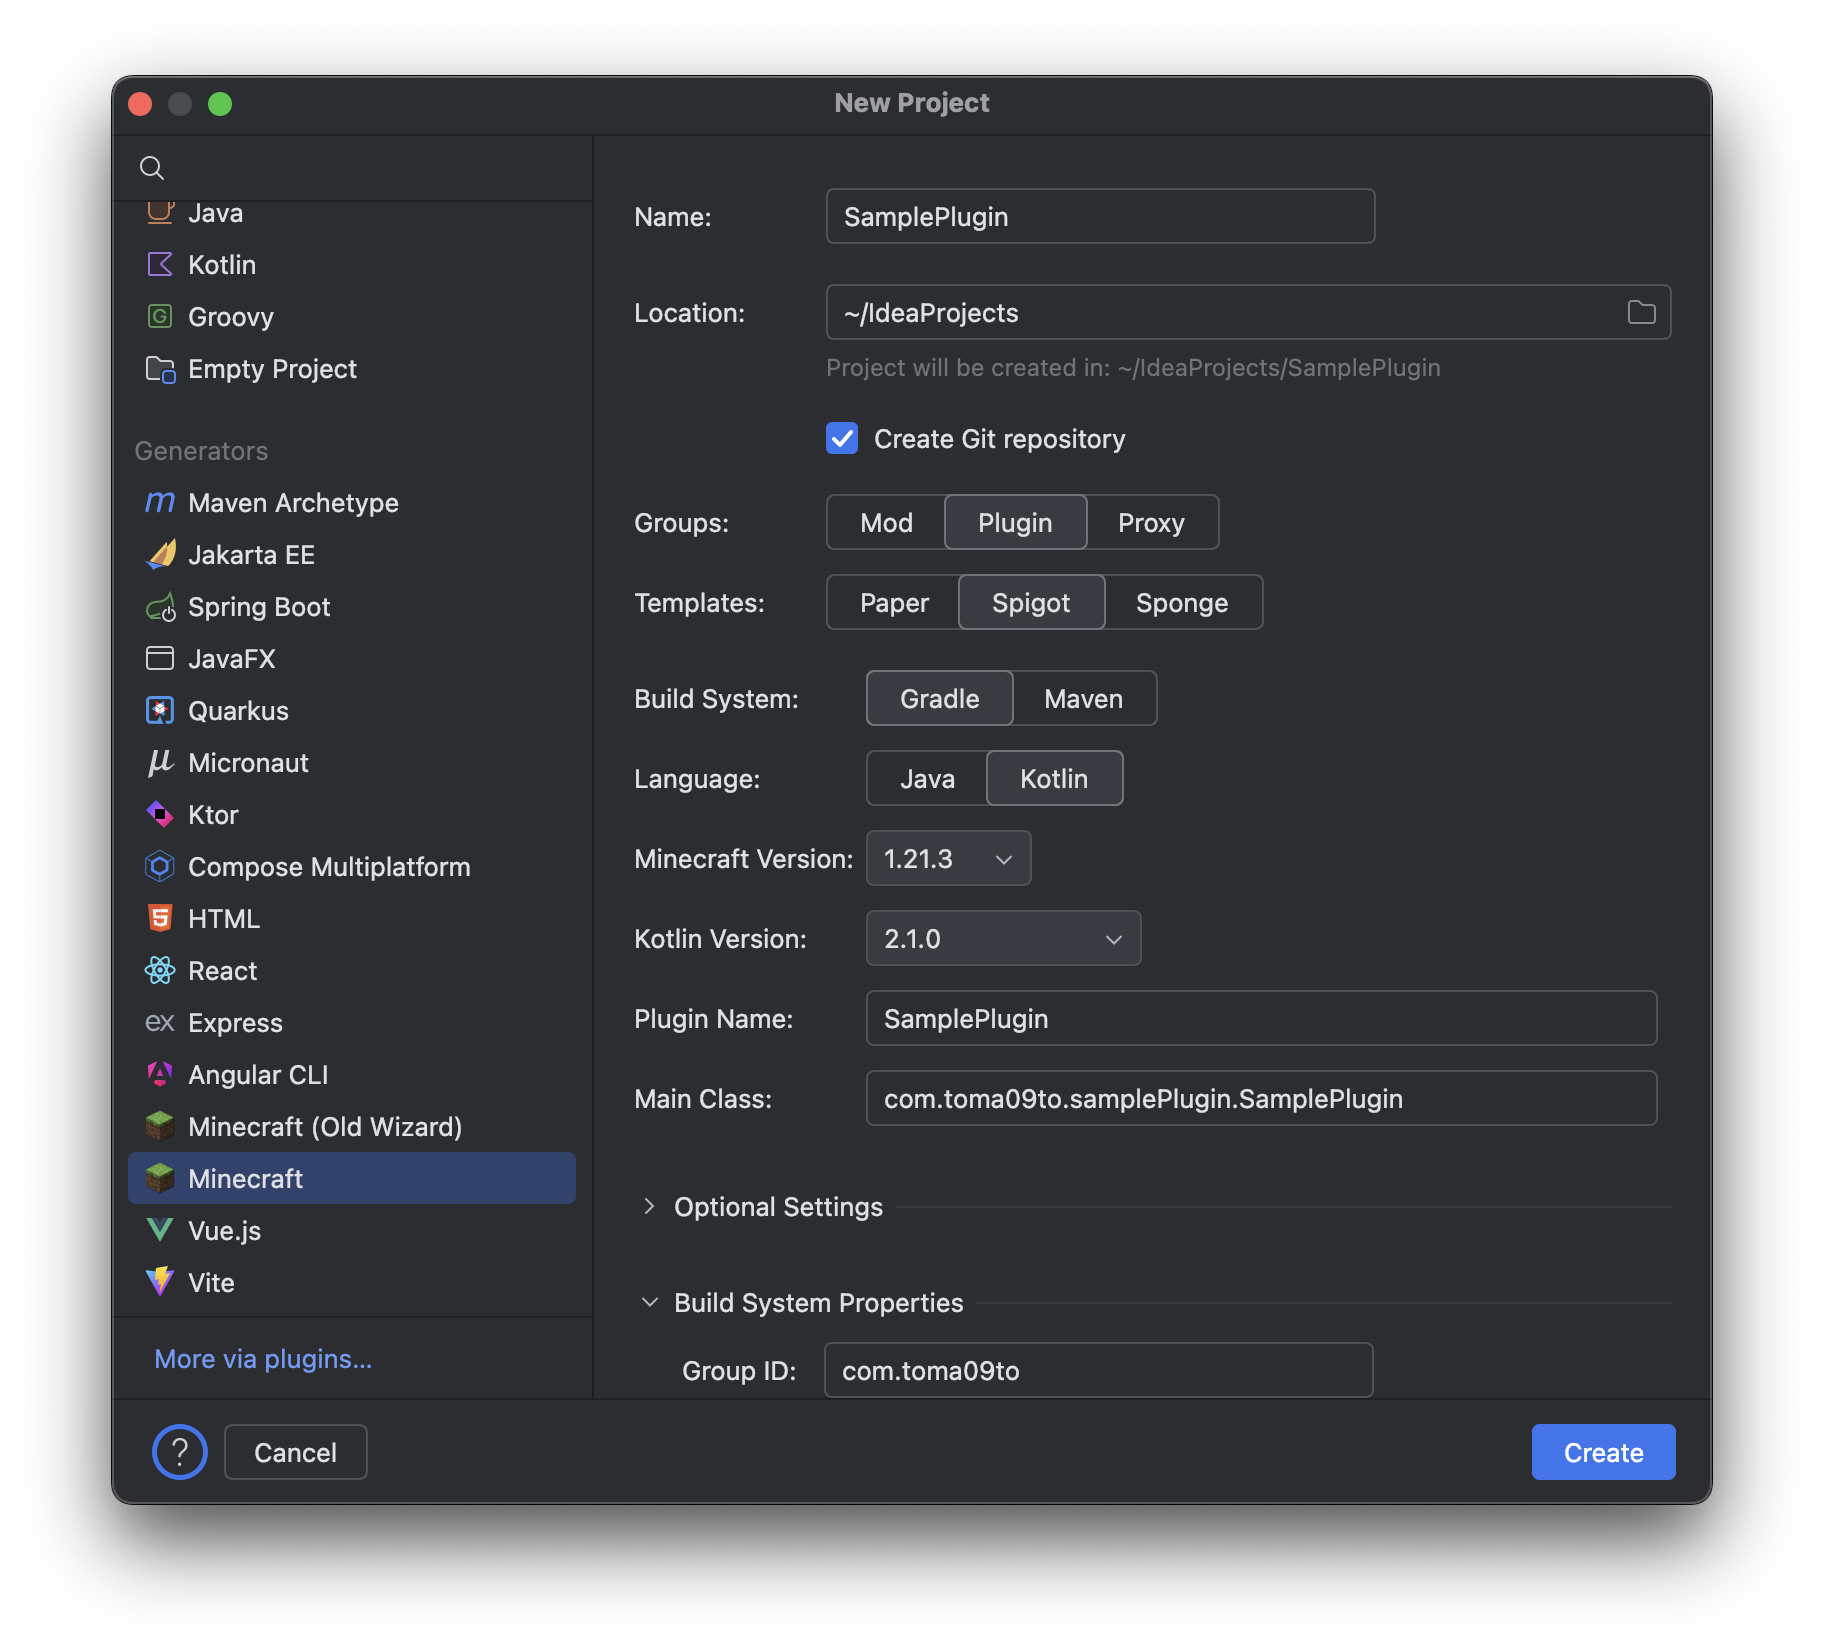 New Project
Java
Kotlin
Groovy
Empty Project
Generators
Maven Archetype
Jakarta EE
Spring Boot
JavaFX
Quarkus
Micronaut
Ktor
Compose Multiplatform
HTML
React
Express
Angular CLI
Minecraft (Old Wizard)
Minecraft
Vue.js
Vite
More via plugins...
Name: SamplePlugin
Location: ~/IdeaProjects
Project will be created in: ~/IdeaProjects/SamplePlugin
Create Git repository
Groups: Mod Plugin Proxy
Templates: Paper Spigot Sponge
Build System: Gradle Maven
Language: Java Kotlin
Minecraft Version: 1.21.3
Kotlin Version: 2.1.0
Plugin Name: SamplePlugin
Main Class: com.toma09to.samplePlugin.SamplePlugin
Optional Settings
Build System Properties
Group ID: com.toma09to
? Cancel Create